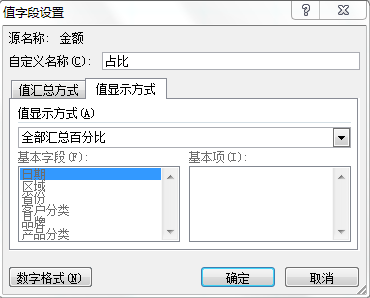 值字段设置
源名称: 金额
自定义名称(C): 占比
值汇总方式 值显示方式
值显示方式(A)
全部汇总百分比
基本字段(F): 基本项(I):
日期
区域
省份
客户分类
品牌
产品分类
数字格式(N) 确定 取消